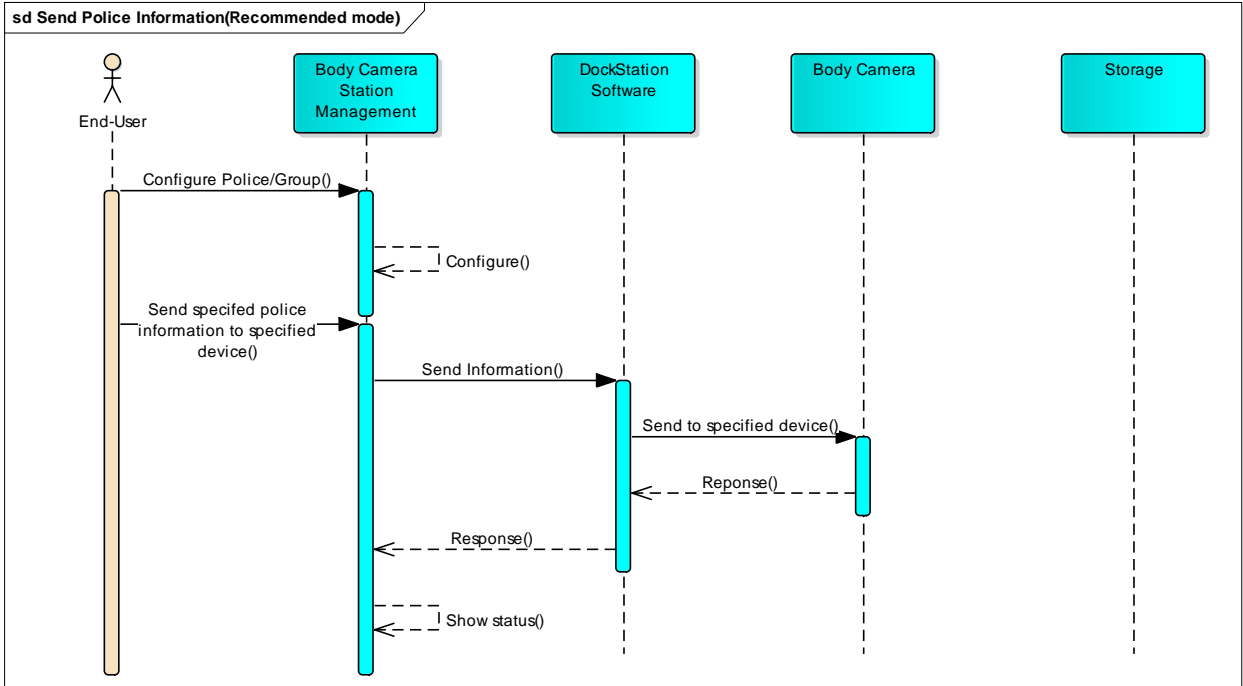 sd Send Police Information(Recommended mode)
End-User
Body Camera
Station
Management
DockStation
Software
Body Camera
Storage
Configure Police/Group()
Configure()
Send specifed police
information to specified
device()
Send Information()
Send to specified device()
Reponse()
Response()
Show status()